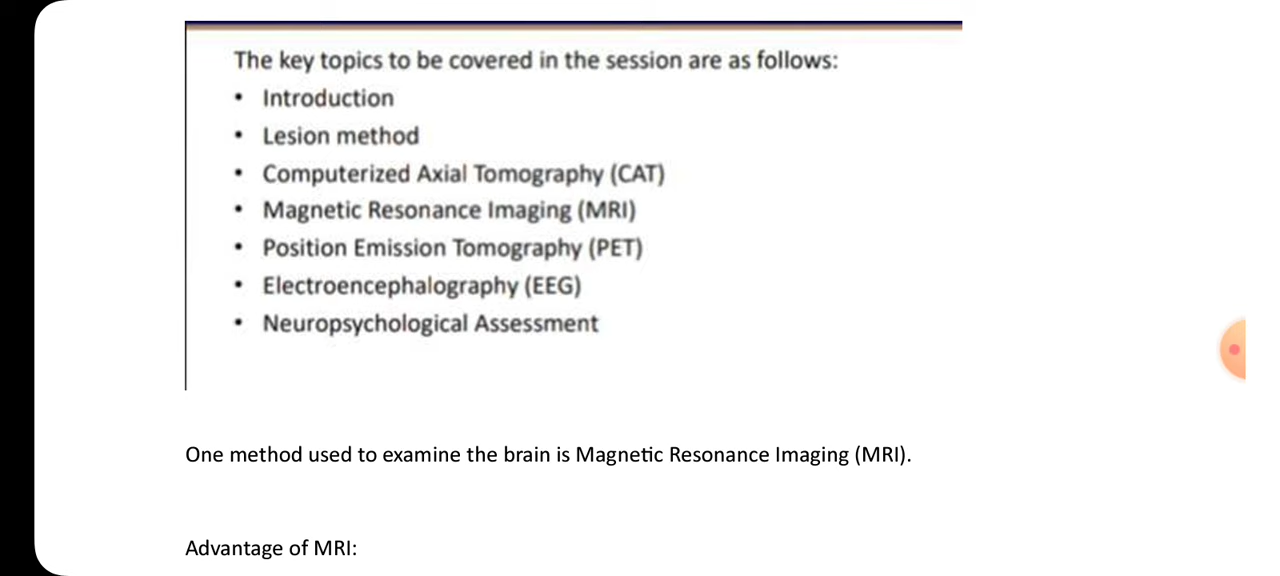 The key topics to be covered in the session are as follows:
• Introduction
• Lesion method
• Computerized Axial Tomography (CAT)
• Magnetic Resonance Imaging (MRI)
• Position Emission Tomography (PET)
• Electroencephalography (EEG)
• Neuropsychological Assessment
One method used to examine the brain is Magnetic Resonance Imaging (MRI).
Advantage of MRI: